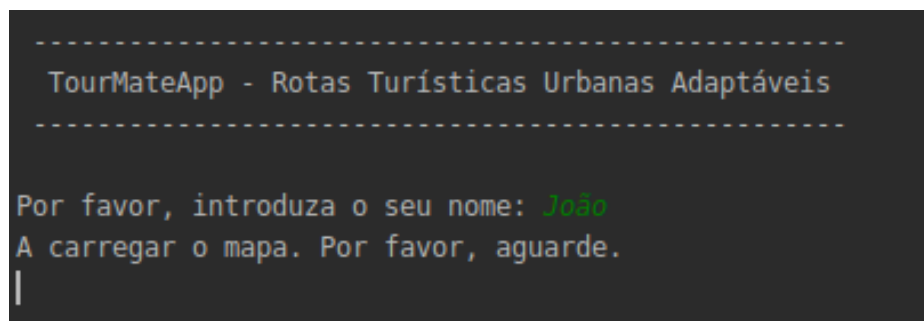 ---------------------------------------------------
TourMateApp - Rotas Turísticas Urbanas Adaptáveis
---------------------------------------------------
Por favor, introduza o seu nome: João
A carregar o mapa. Por favor, aguarde.